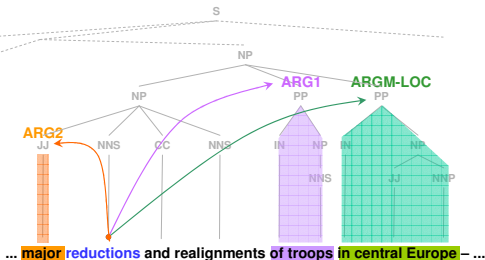 S
NP
NP ARG1 ARGM-LOC
PP PP
ARG2
JJ NNS CC NNS IN NP IN NP
NNS JJ NNP
... major reductions and realignments of troops in central Europe – ...